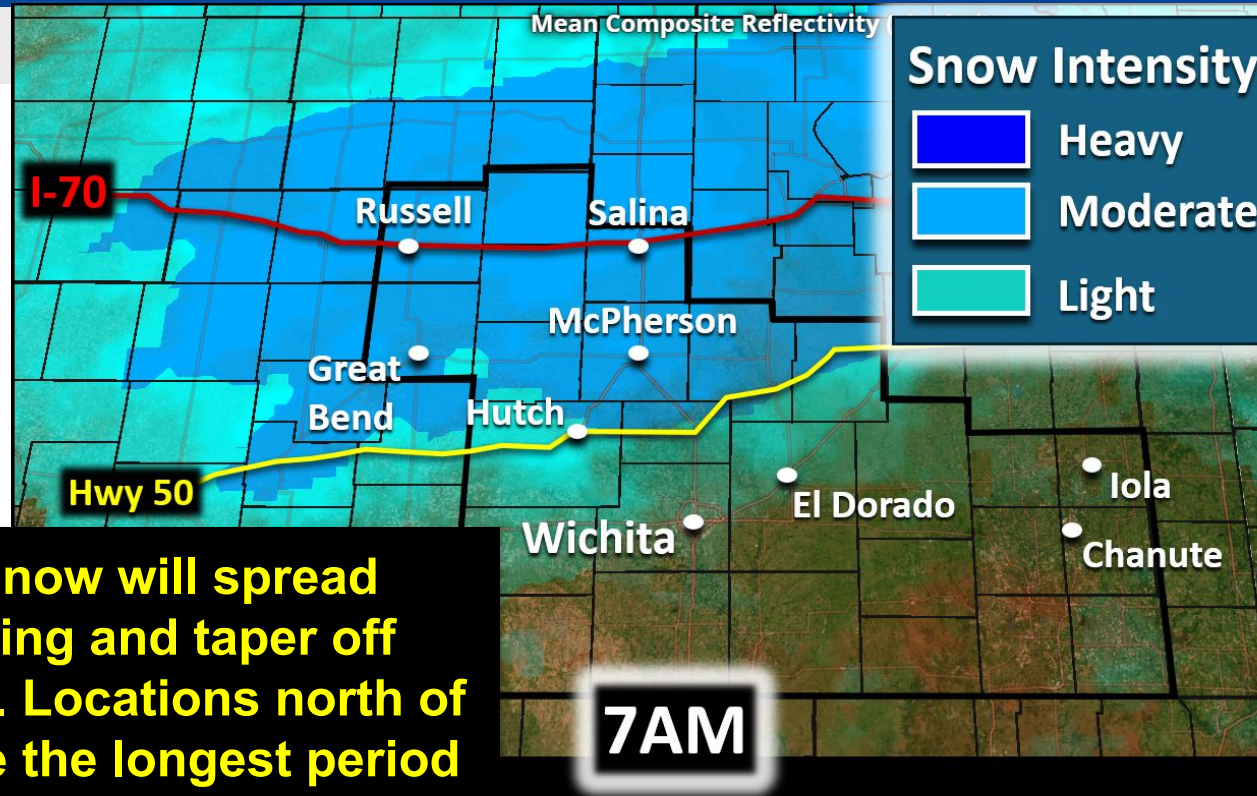 Mean Composite Reflectivity
Snow Intensity
Heavy
Moderate
Light
I-70
Russell
Salina
McPherson
Great
Bend
Hutch
Hwy 50
El Dorado
Iola
Wichita
Chanute
now will spread
ing and taper off
. Locations north of
e the longest period
7AM